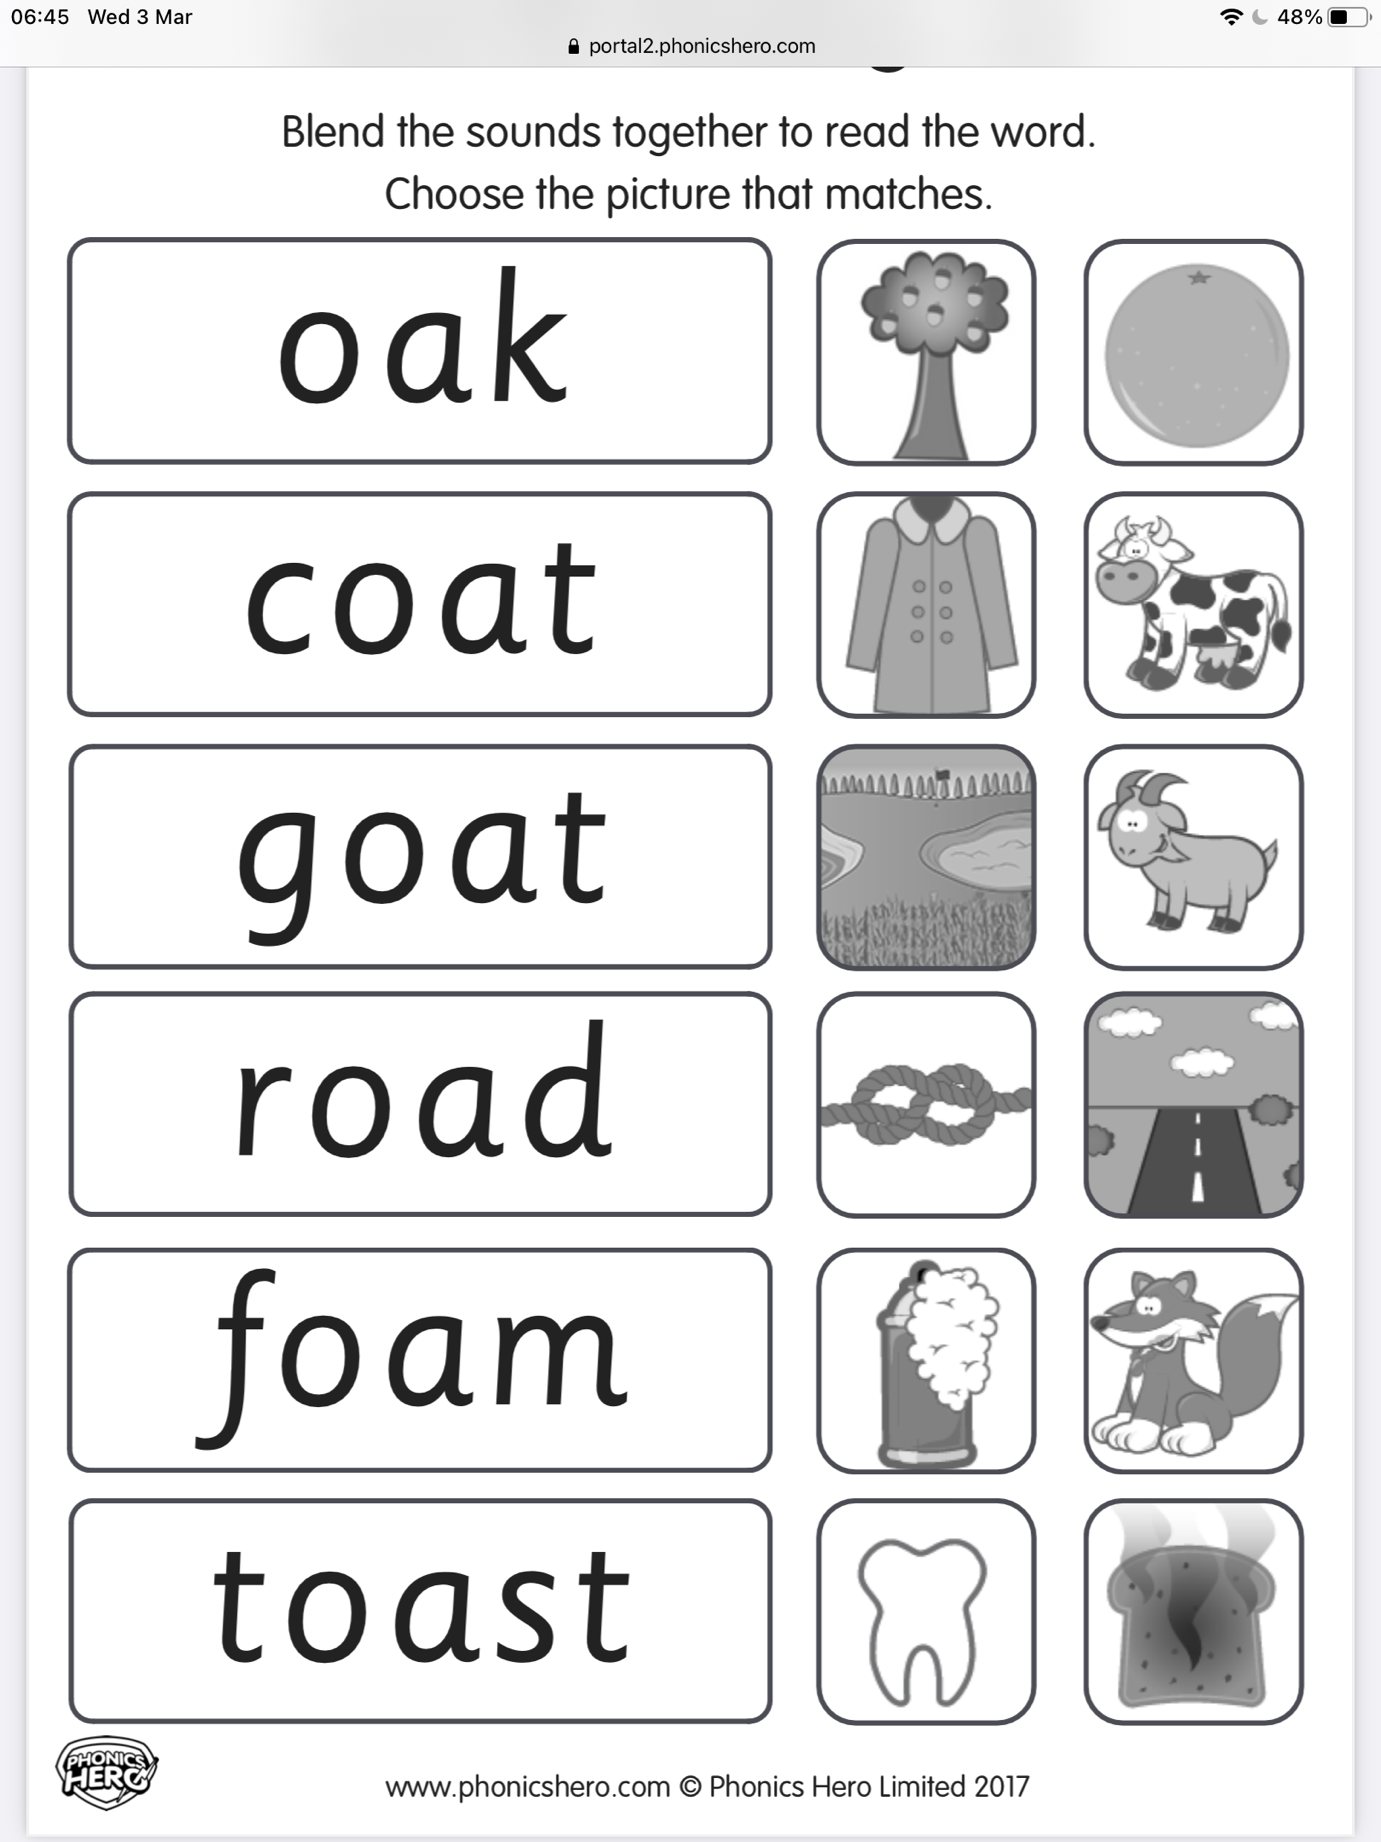 06:45 Wed 3 Mar
48%
portal2.phonicshero.com
Blend the sounds together to read the word.
Choose the picture that matches.
oak
coat
goat
road
foam
toast
PHONICS
HERO
www.phonicshero.com © Phonics Hero Limited 2017